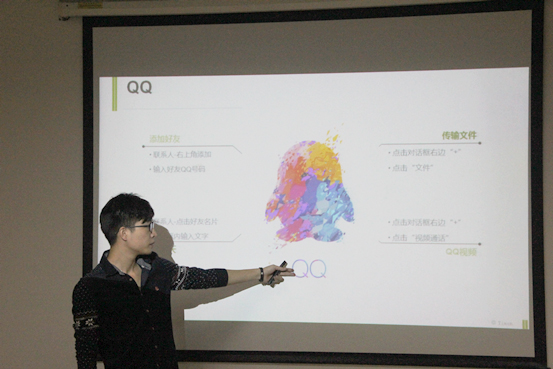 QQ
添加好友
• 联系人-右上角添加
• 输入好友QQ号码
传输文件
• 点击对话框右边 “+”
• 点击 “文件”
联系人-点击好友名片
内输入文字
• 点击对话框右边 “+”
• 点击 “视频通话”
QQ视频
QQ